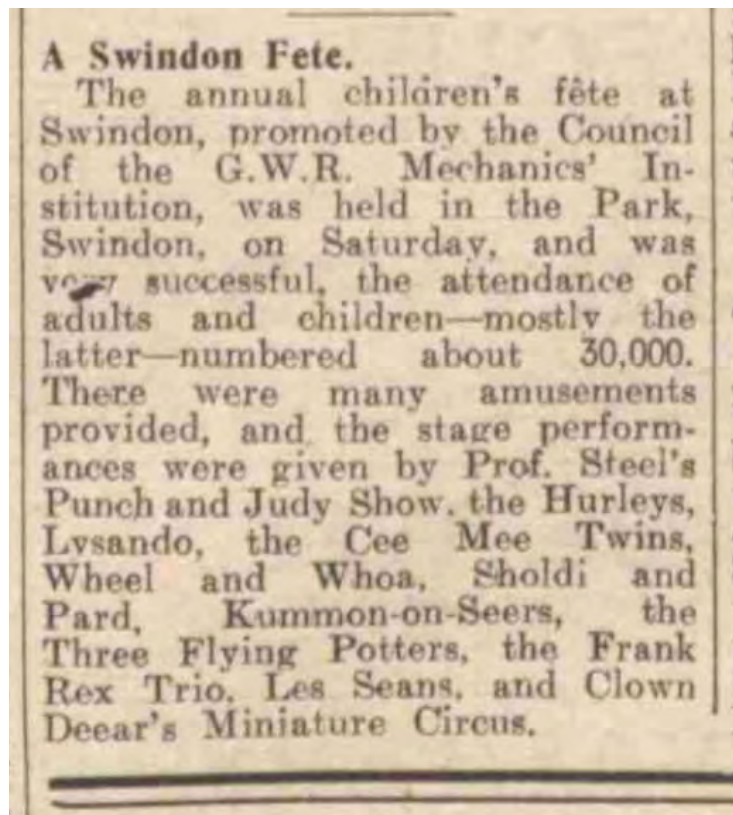 A Swindon Fete.
The annual children's fête at
Swindon, promoted by the Council
of the G.W.R. Mechanics' In-
stitution, was held in the Park,
Swindon, on Saturday, and was
very successful, the attendance of
adults and children—mostly the
latter—numbered about 30,000.
There were many amusements
provided, and the stage perform-
ances were given by Prof. Steel's
Punch and Judy Show, the Hurleys,
Lysando, the Cee Mee Twins,
Wheel and Whoa, Sholdi and
Pard, Kummon-on-Seers, the
Three Flying Potters, the Frank
Rex Trio, Les Seans, and Clown
Deear's Miniature Circus.